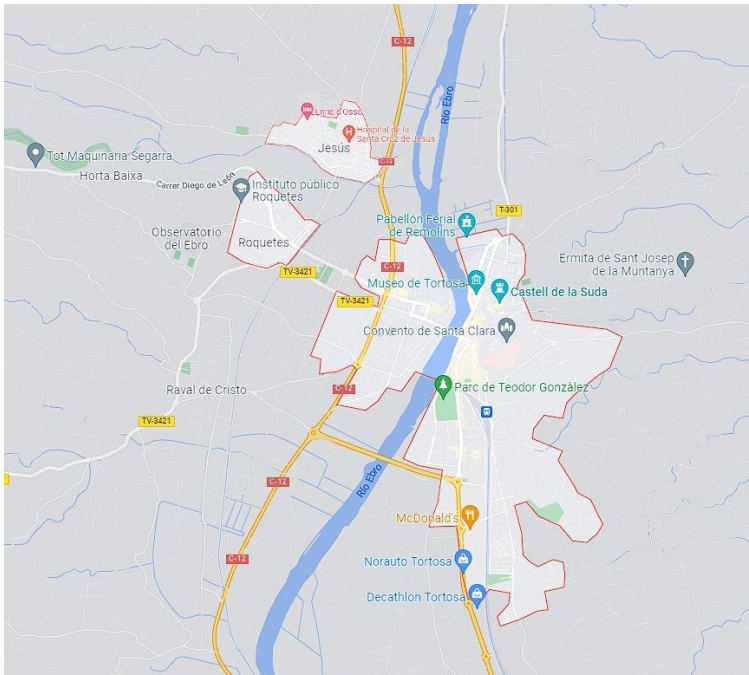 C-12
Río Ebro
Enric d'Ossó
Hospital de la
Santa Cruz de Jesús
Jesús
C-12
Tot Maquinaria Segarra
Horta Baixa
Carrer Diego de León
Instituto público
Roquetes
T-301
Pabellón Ferial
de Remolins
Observatorio
del Ebro
Roquetes
Ermita de Sant Josep
de la Muntanya
TV-3421
C-12
Museo de Tortosa
Castell de la Suda
TV-3421
Convento de Santa Clara
Raval de Cristo
Parc de Teodor Gonzàlez
TV-3421
Río Ebro
C-12
McDonald's
C-12
Norauto Tortosa
Decathlon Tortosa